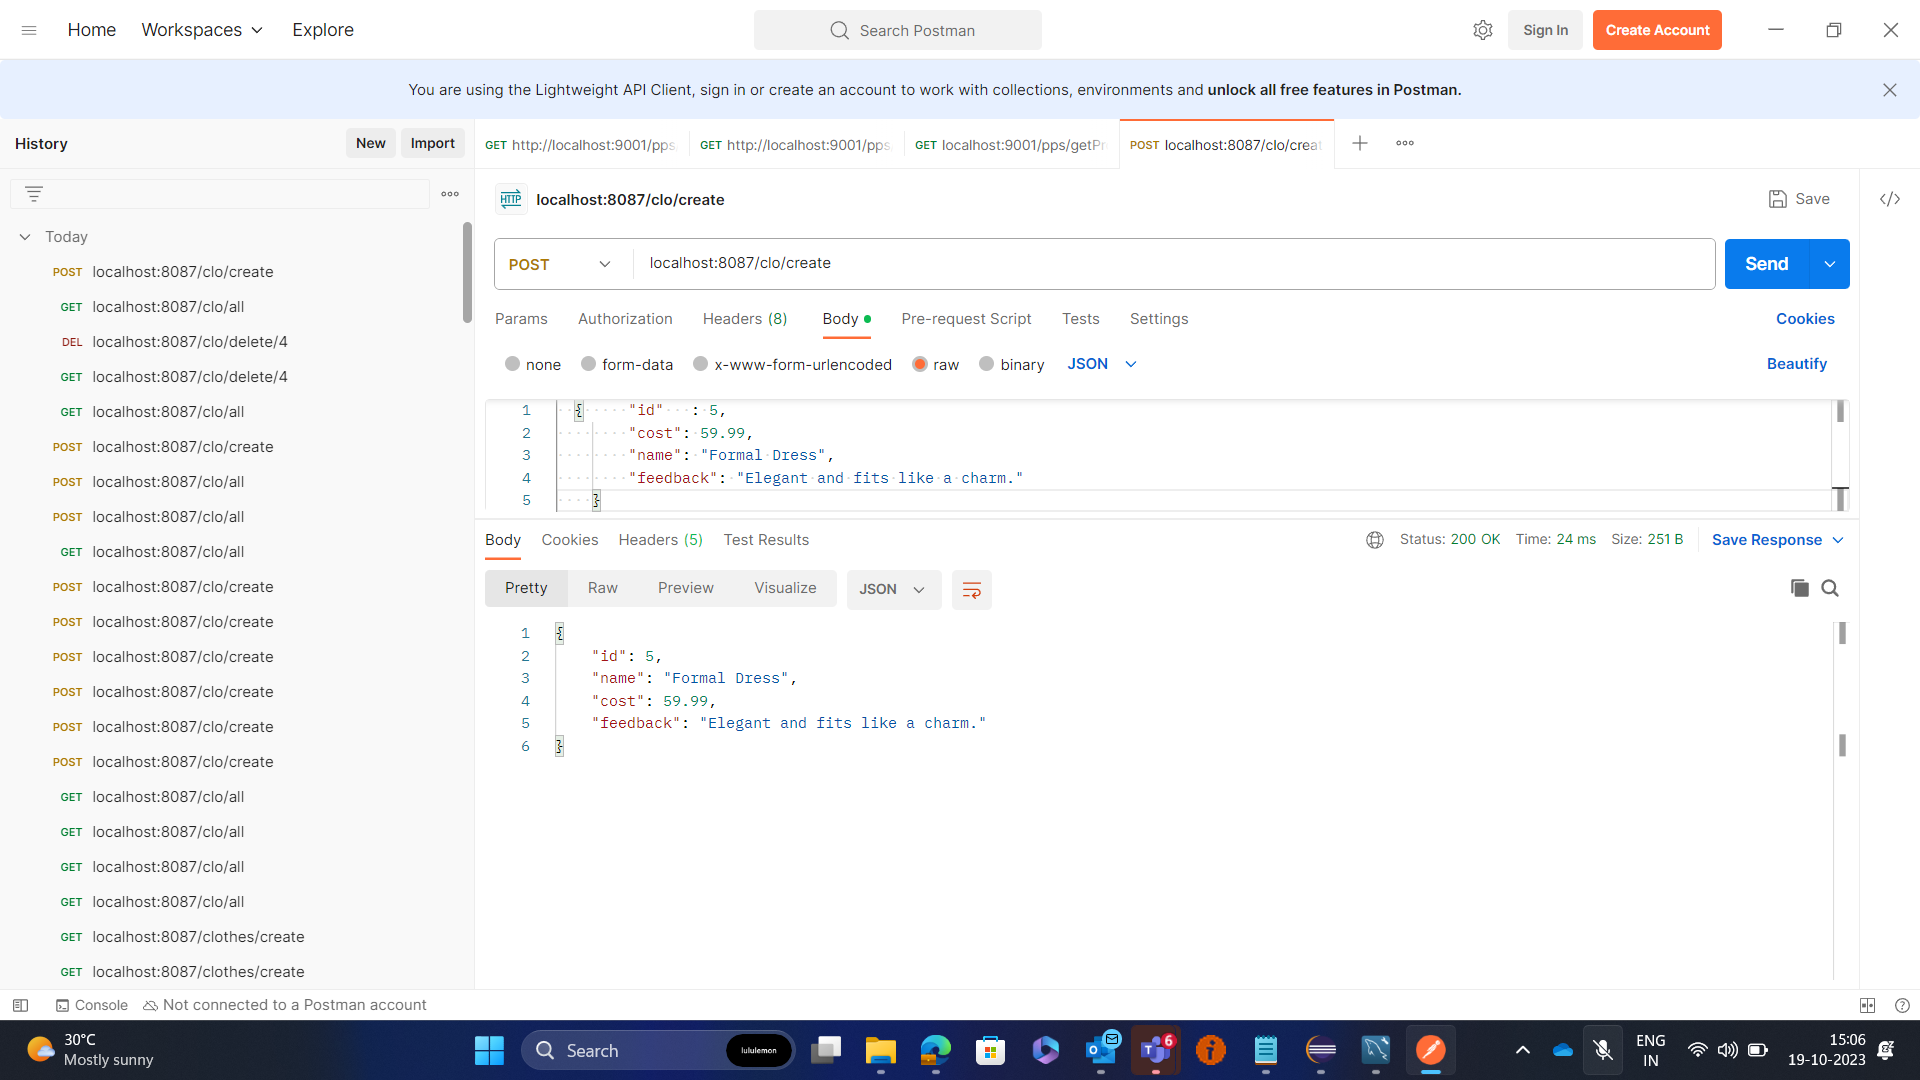 Home Workspaces Explore Search Postman Sign In Create Account
You are using the Lightweight API Client, sign in or create an account to work with collections, environments and unlock all free features in Postman.
History New Import
GET http://localhost:9001/pps GET http://localhost:9001/pps GET localhost:9001/pps/getPr POST localhost:8087/clo/crea
Today
POST localhost:8087/clo/create
GET localhost:8087/clo/all
DEL localhost:8087/clo/delete/4
GET localhost:8087/clo/delete/4
GET localhost:8087/clo/all
POST localhost:8087/clo/create
POST localhost:8087/clo/all
POST localhost:8087/clo/all
GET localhost:8087/clo/all
POST localhost:8087/clo/create
POST localhost:8087/clo/create
POST localhost:8087/clo/create
POST localhost:8087/clo/create
POST localhost:8087/clo/create
POST localhost:8087/clo/create
GET localhost:8087/clo/all
GET localhost:8087/clo/all
GET localhost:8087/clo/all
GET localhost:8087/clo/all
GET localhost:8087/clothes/create
GET localhost:8087/clothes/create
HTTP localhost:8087/clo/create Save
POST localhost:8087/clo/create Send
Params Authorization Headers (8) Body Pre-request Script Tests Settings Cookies
none form-data x-www-form-urlencoded raw binary JSON Beautify
1 { "id" : 5,
2 "cost": 59.99,
3 "name": "Formal Dress",
4 "feedback": "Elegant and fits like a charm."
5 }
Body Cookies Headers (5) Test Results Status: 200 OK Time: 24 ms Size: 251 B Save Response
Pretty Raw Preview Visualize JSON
1 {
2 "id": 5,
3 "name": "Formal Dress",
4 "cost": 59.99,
5 "feedback": "Elegant and fits like a charm."
6 }
Console Not connected to a Postman account
30°C
Mostly sunny
Search lululemon
6
ENG
IN
15:06
19-10-2023